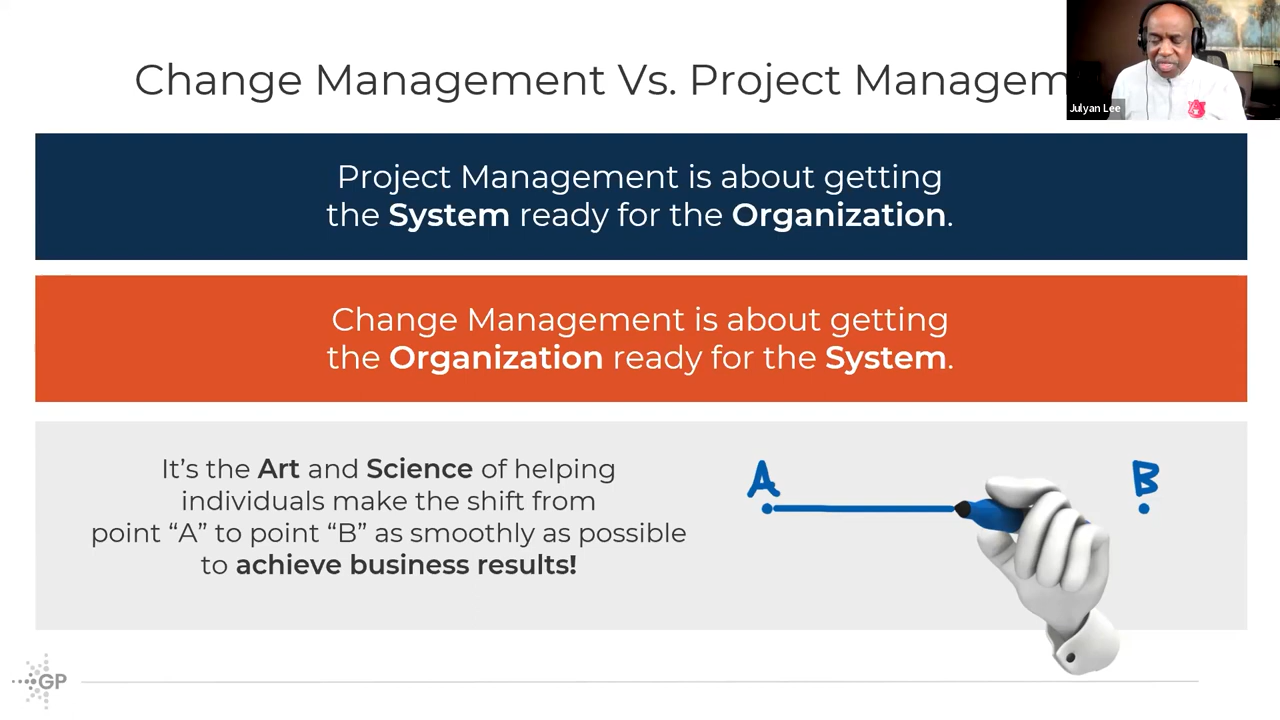 Change Management Vs. Project Managem
Julyan Lee
Project Management is about getting
the System ready for the Organization.
Change Management is about getting
the Organization ready for the System.
It’s the Art and Science of helping
individuals make the shift from
point “A” to point “B” as smoothly as possible
to achieve business results!
A
B
GP